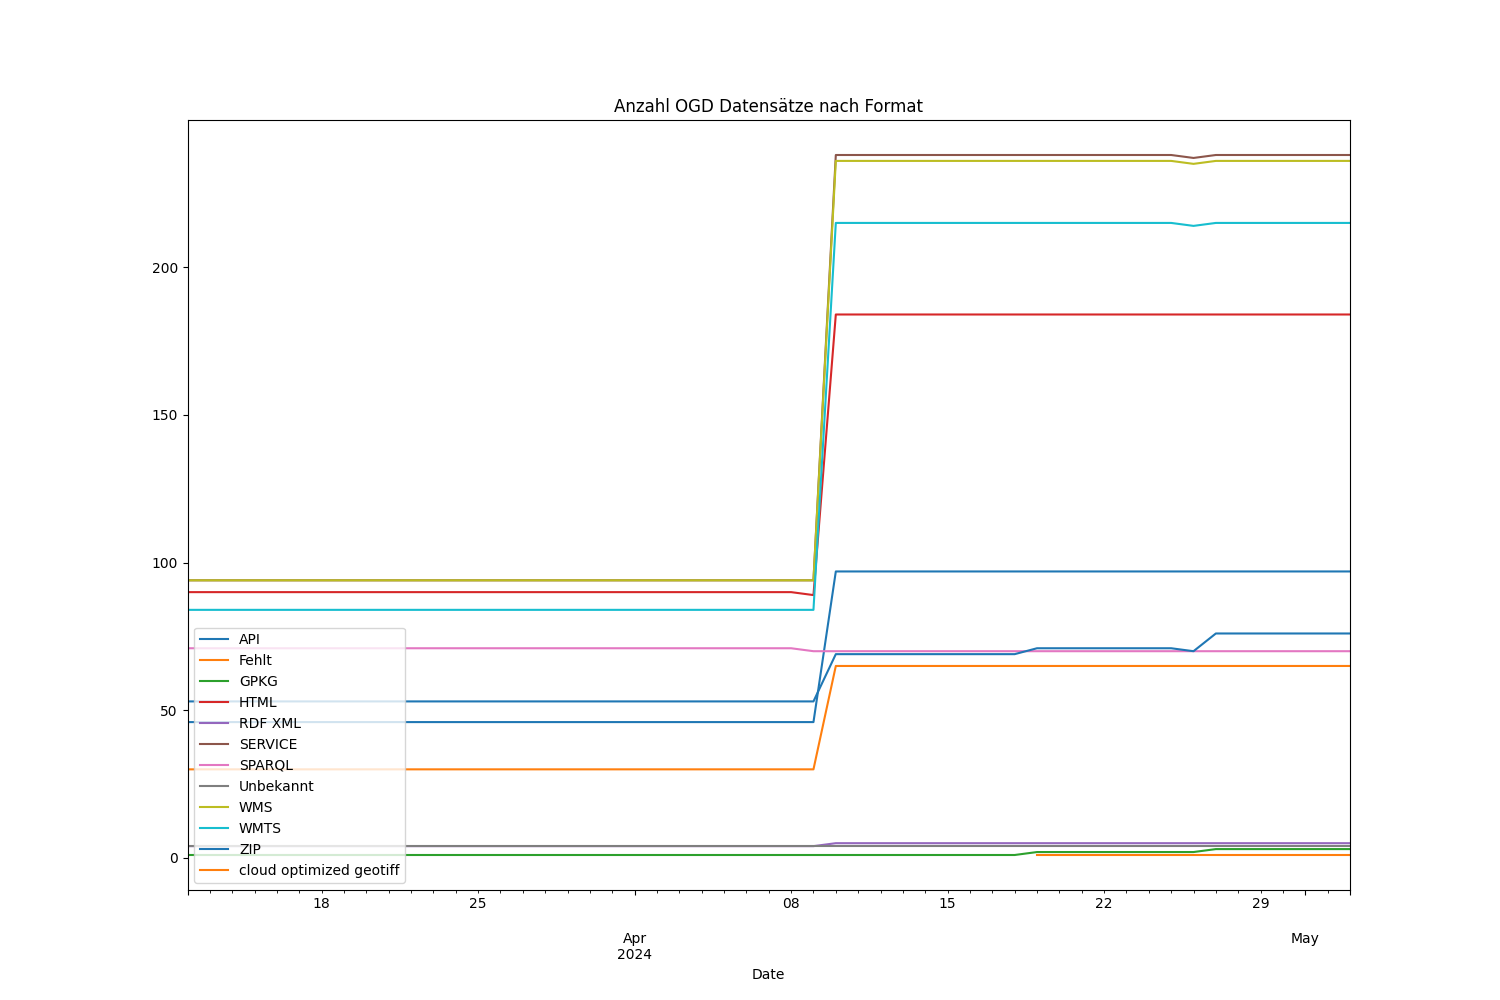 Anzahl OGD Datensätze nach Format
200
150
100
50
0
API
Fehlt
GPKG
HTML
RDF XML
SERVICE
SPARQL
Unbekannt
WMS
WMTS
ZIP
cloud optimized geotiff
18 25 08 15 22 29
Apr May
2024
Date